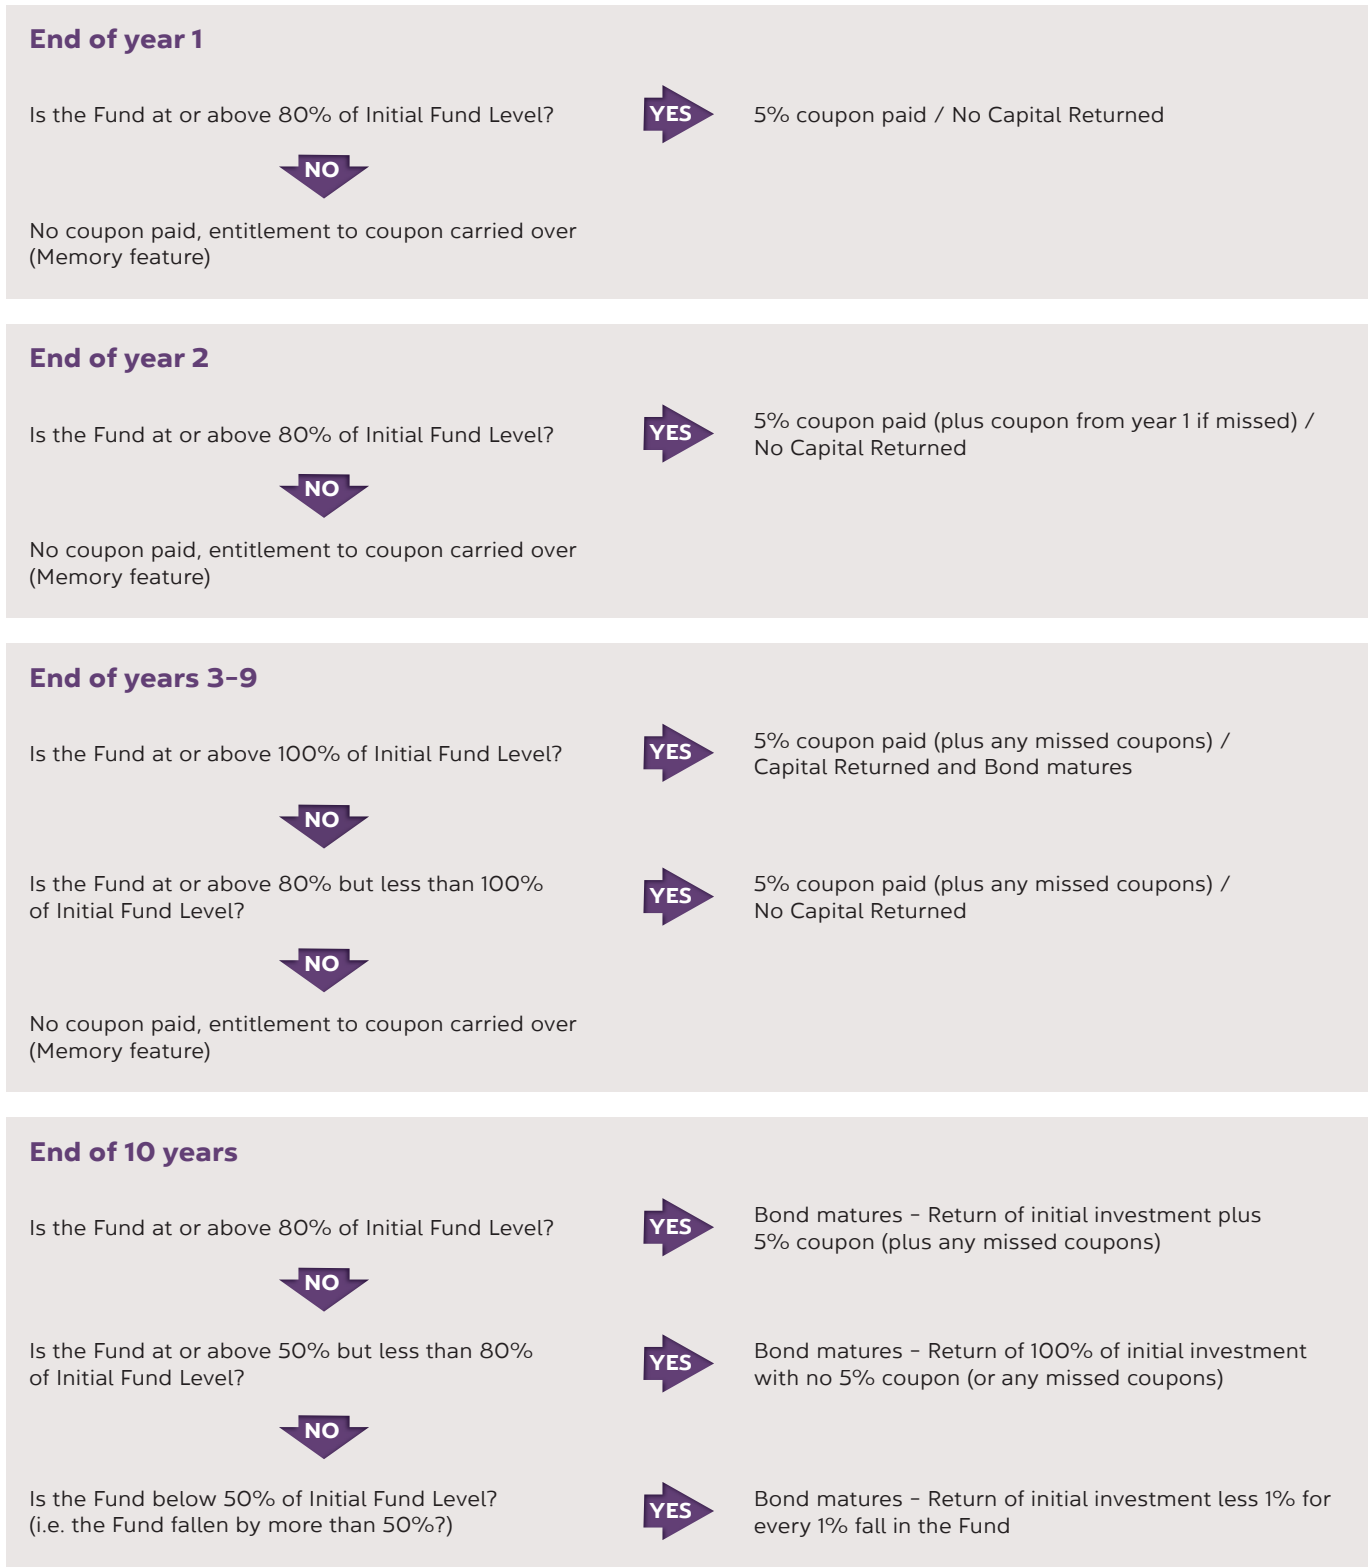 End of year 1
Is the Fund at or above 80% of Initial Fund Level?
YES
5% coupon paid / No Capital Returned
NO
No coupon paid, entitlement to coupon carried over
(Memory feature)
End of year 2
Is the Fund at or above 80% of Initial Fund Level?
YES
5% coupon paid (plus coupon from year 1 if missed) /
No Capital Returned
NO
No coupon paid, entitlement to coupon carried over
(Memory feature)
End of years 3-9
Is the Fund at or above 100% of Initial Fund Level?
YES
5% coupon paid (plus any missed coupons) /
Capital Returned and Bond matures
NO
Is the Fund at or above 80% but less than 100%
of Initial Fund Level?
YES
5% coupon paid (plus any missed coupons) /
No Capital Returned
NO
No coupon paid, entitlement to coupon carried over
(Memory feature)
End of 10 years
Is the Fund at or above 80% of Initial Fund Level?
YES
Bond matures - Return of initial investment plus
5% coupon (plus any missed coupons)
NO
Is the Fund at or above 50% but less than 80%
of Initial Fund Level?
YES
Bond matures - Return of 100% of initial investment
with no 5% coupon (or any missed coupons)
NO
Is the Fund below 50% of Initial Fund Level?
(i.e. the Fund fallen by more than 50%?)
YES
Bond matures - Return of initial investment less 1% for
every 1% fall in the Fund